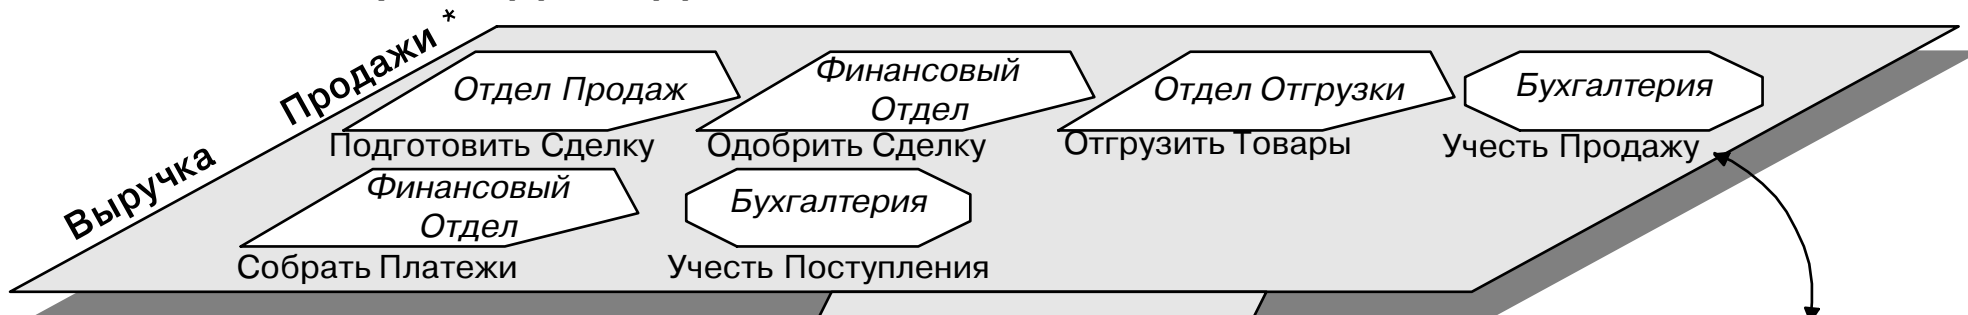 Продажи *
Отдел Продаж
Финансовый
Отдел
Отдел Отгрузки
Бухгалтерия
Подготовить Сделку
Одобрить Сделку
Отгрузить Товары
Учесть Продажу
Выручка
Финансовый
Отдел
Бухгалтерия
Собрать Платежи
Учесть Поступления